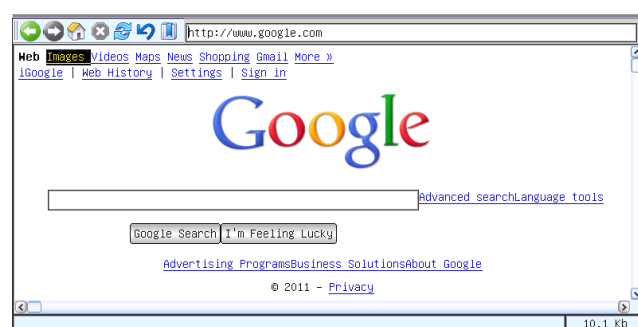 http://www.google.com
Web Images Videos Maps News Shopping Gmail More »
iGoogle | Web History | Settings | Sign in
Google
Advanced searchLanguage tools
Google Search I'm Feeling Lucky
Advertising ProgramsBusiness SolutionsAbout Google
© 2011 - Privacy
10.1 Kb